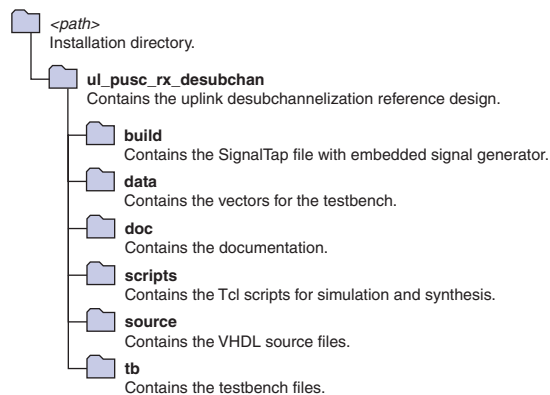 <path>
Installation directory.
ul_pusc_rx_desubchan
Contains the uplink desubchannelization reference design.
build
Contains the SignalTap file with embedded signal generator.
data
Contains the vectors for the testbench.
doc
Contains the documentation.
scripts
Contains the Tcl scripts for simulation and synthesis.
source
Contains the VHDL source files.
tb
Contains the testbench files.